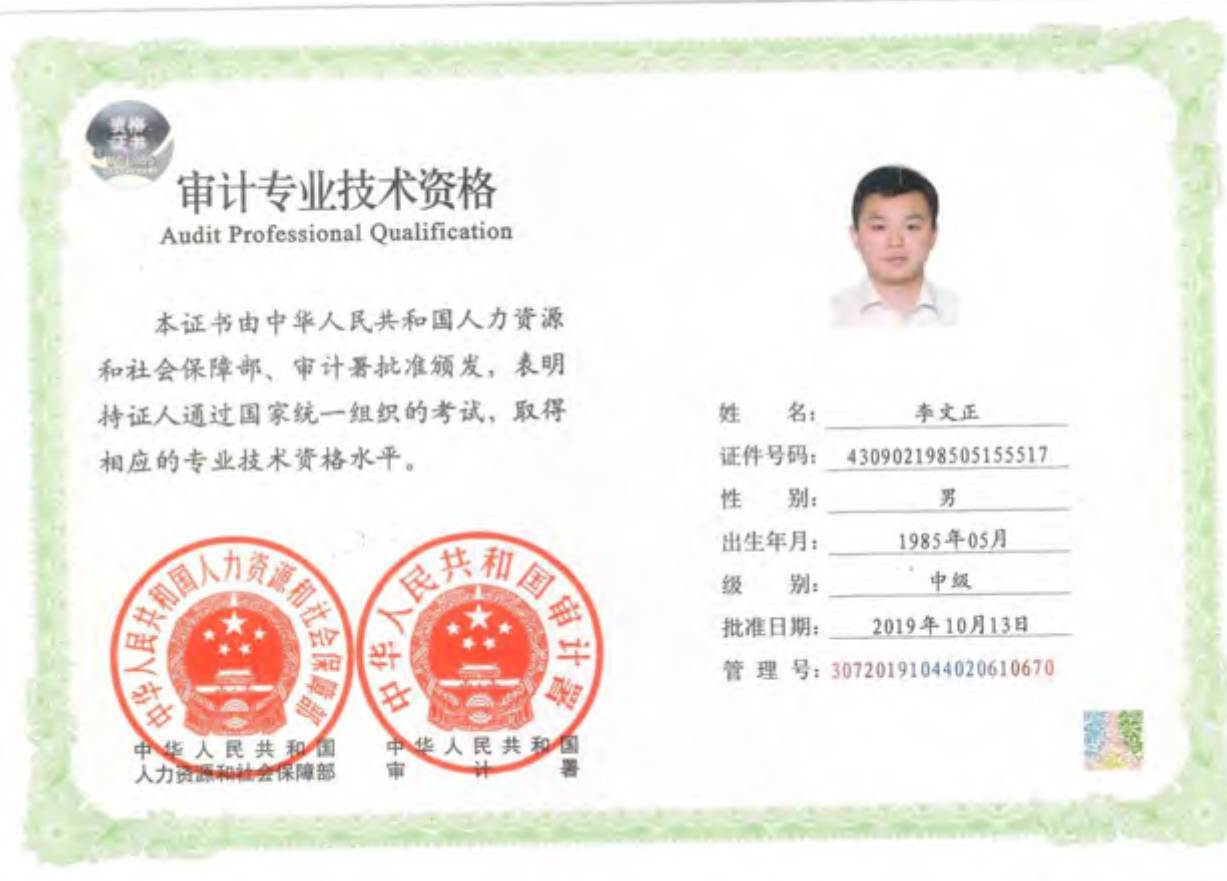 资格
证书
审计专业技术资格
Audit Professional Qualification
本证书由中华人民共和国人力资源
和社会保障部、审计署批准颁发，表明
持证人通过国家统一组织的考试，取得
相应的专业技术资格水平。
中华人民共和国人力资源和社会保障部
中华人民共和国审计署
中华人民共和国
人力资源和社会保障部
中华人民共和国
审计署
姓名：李文正
证件号码：430902198505155517
性别：男
出生年月：1985年05月
级别：中级
批准日期：2019年10月13日
管理号：30720191044020610670